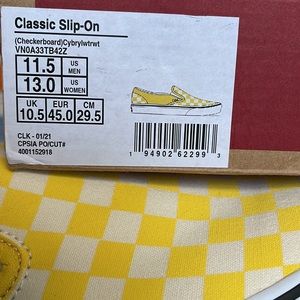 Classic Slip-On
(Checkerboard)Cybrylwtrwt
VN0A33TB42Z
11.5 US MEN
13.0 US WOMEN
UK EUR CM
10.5 45.0 29.5
1 94902 62299 3
CLK - 01/21
CPSIA PO/CUT#
4001152918